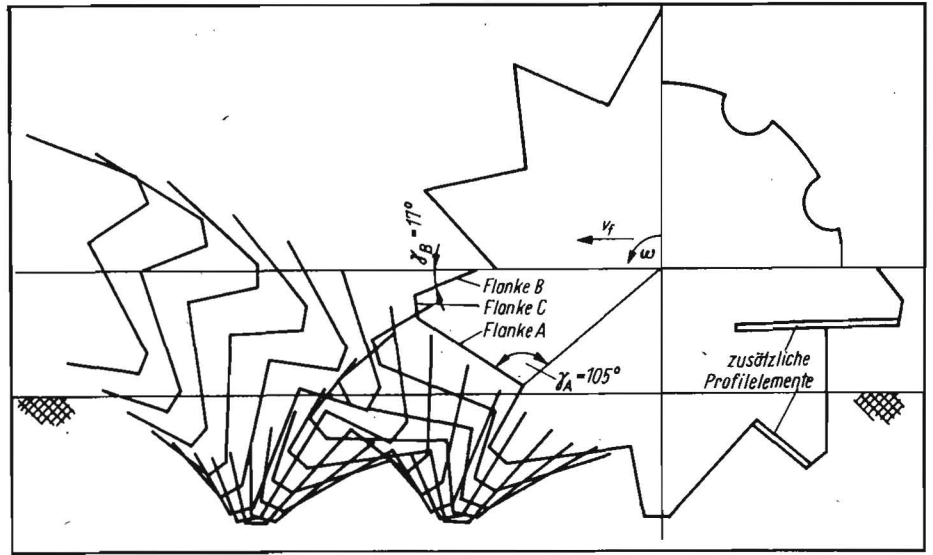 γB = 17°
vf
ω
Flanke B
Flanke C
Flanke A
γA = 105°
zusätzliche
Profilelemente